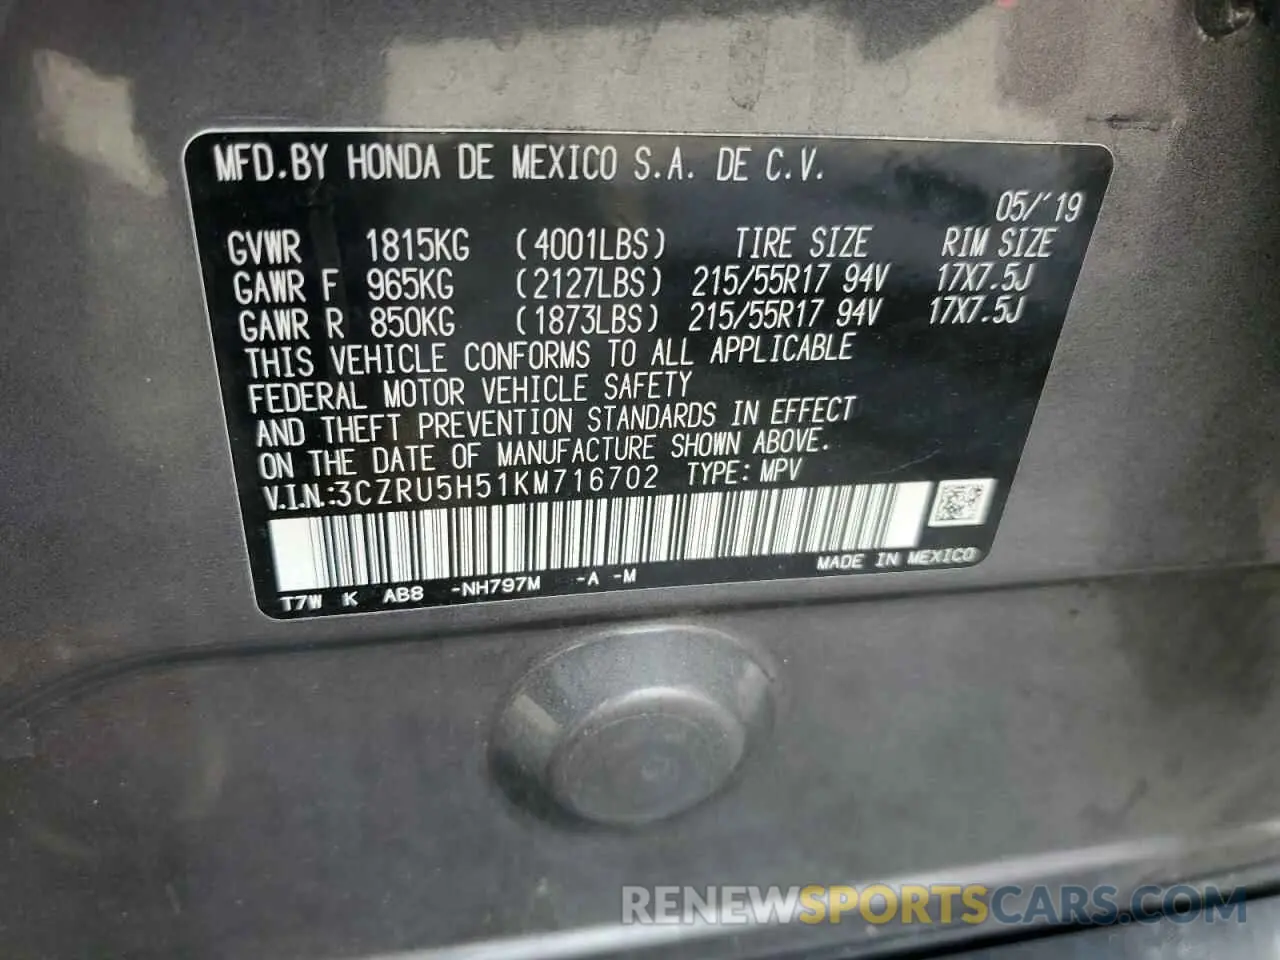 MFD.BY HONDA DE MEXICO S.A. DE C.V.
05/'19
GVWR 1815KG (4001LBS) TIRE SIZE RIM SIZE
GAWR F 965KG (2127LBS) 215/55R17 94V 17X7.5J
GAWR R 850KG (1873LBS) 215/55R17 94V 17X7.5J
THIS VEHICLE CONFORMS TO ALL APPLICABLE
FEDERAL MOTOR VEHICLE SAFETY
AND THEFT PREVENTION STANDARDS IN EFFECT
ON THE DATE OF MANUFACTURE SHOWN ABOVE.
V.I.N.:3CZRU5H51KM716702 TYPE: MPV
MADE IN MEXICO
T7W K AB8 -NH797M -A -M
RENEWSPORTSCARS.COM